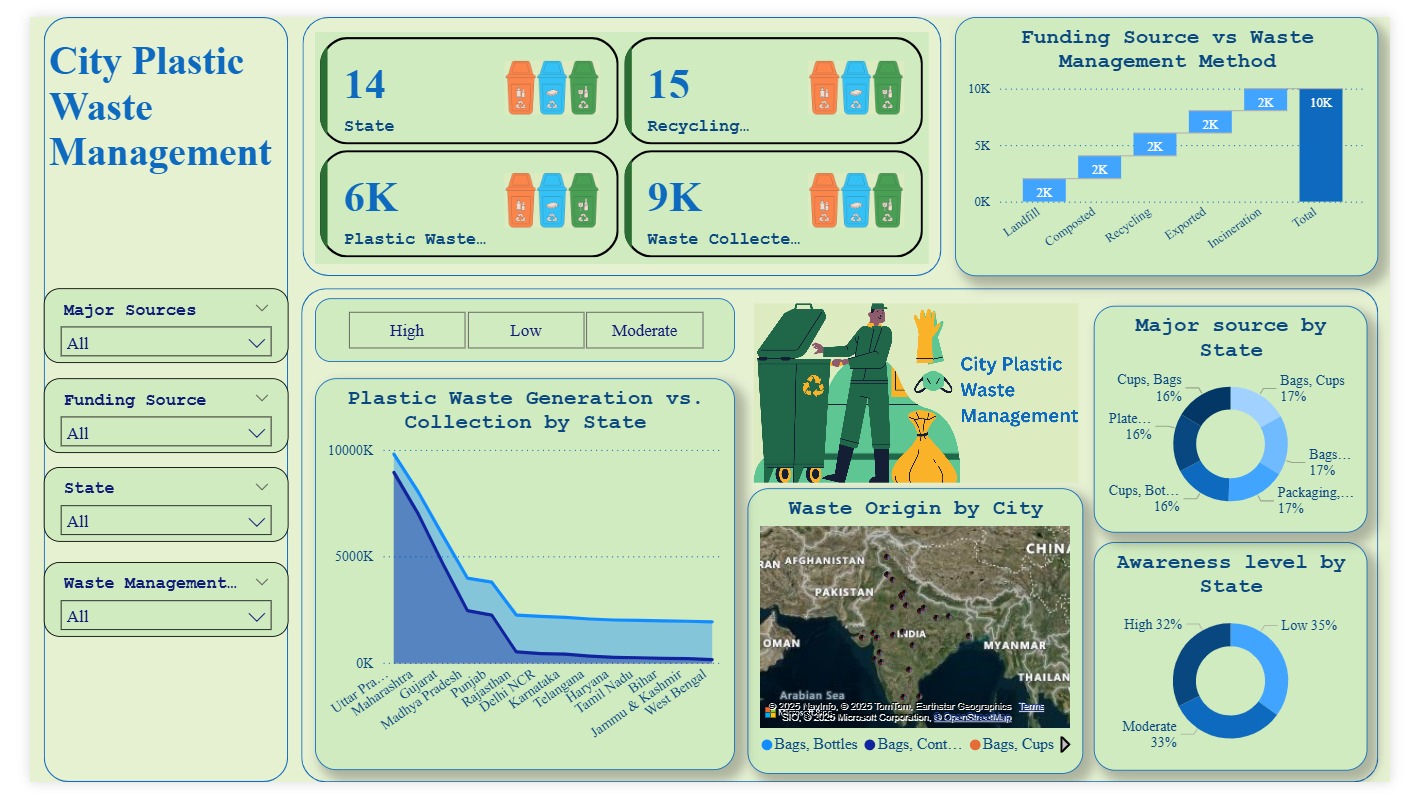 City Plastic
Waste
Management
14
State
15
Recycling…
6K
Plastic Waste…
9K
Waste Collecte…
Funding Source vs Waste
Management Method
10K
5K
0K
2K
2K
2K
2K
2K
10K
Landfill
Composted
Recycling
Exported
Incineration
Total
Major Sources
All
Funding Source
All
State
All
Waste Management…
All
High
Low
Moderate
Plastic Waste Generation vs.
Collection by State
10000K
5000K
0K
Uttar Pra…
Maharashtra
Gujarat
Madhya Pradesh
Punjab
Rajasthan
Delhi NCR
Karnataka
Telangana
Haryana
Tamil Nadu
Bihar
Jammu & Kashmir
West Bengal
City Plastic
Waste
Management
Waste Origin by City
CHINA
RAN
AFGHANISTAN
PAKISTAN
OMAN
INDIA
MYANMAR
THAILAN
Arabian Sea
© 2025 NavInfo, © 2025 TomTom, Earthstar Geographics Terms
SIO, © 2025 Microsoft Corporation, © OpenStreetMap
Bags, Bottles
Bags, Cont…
Bags, Cups
Major source by
State
Cups, Bags
16%
Bags, Cups
17%
Plate…
16%
Bags…
17%
Cups, Bot…
16%
Packaging,…
17%
Awareness level by
State
High 32%
Low 35%
Moderate
33%